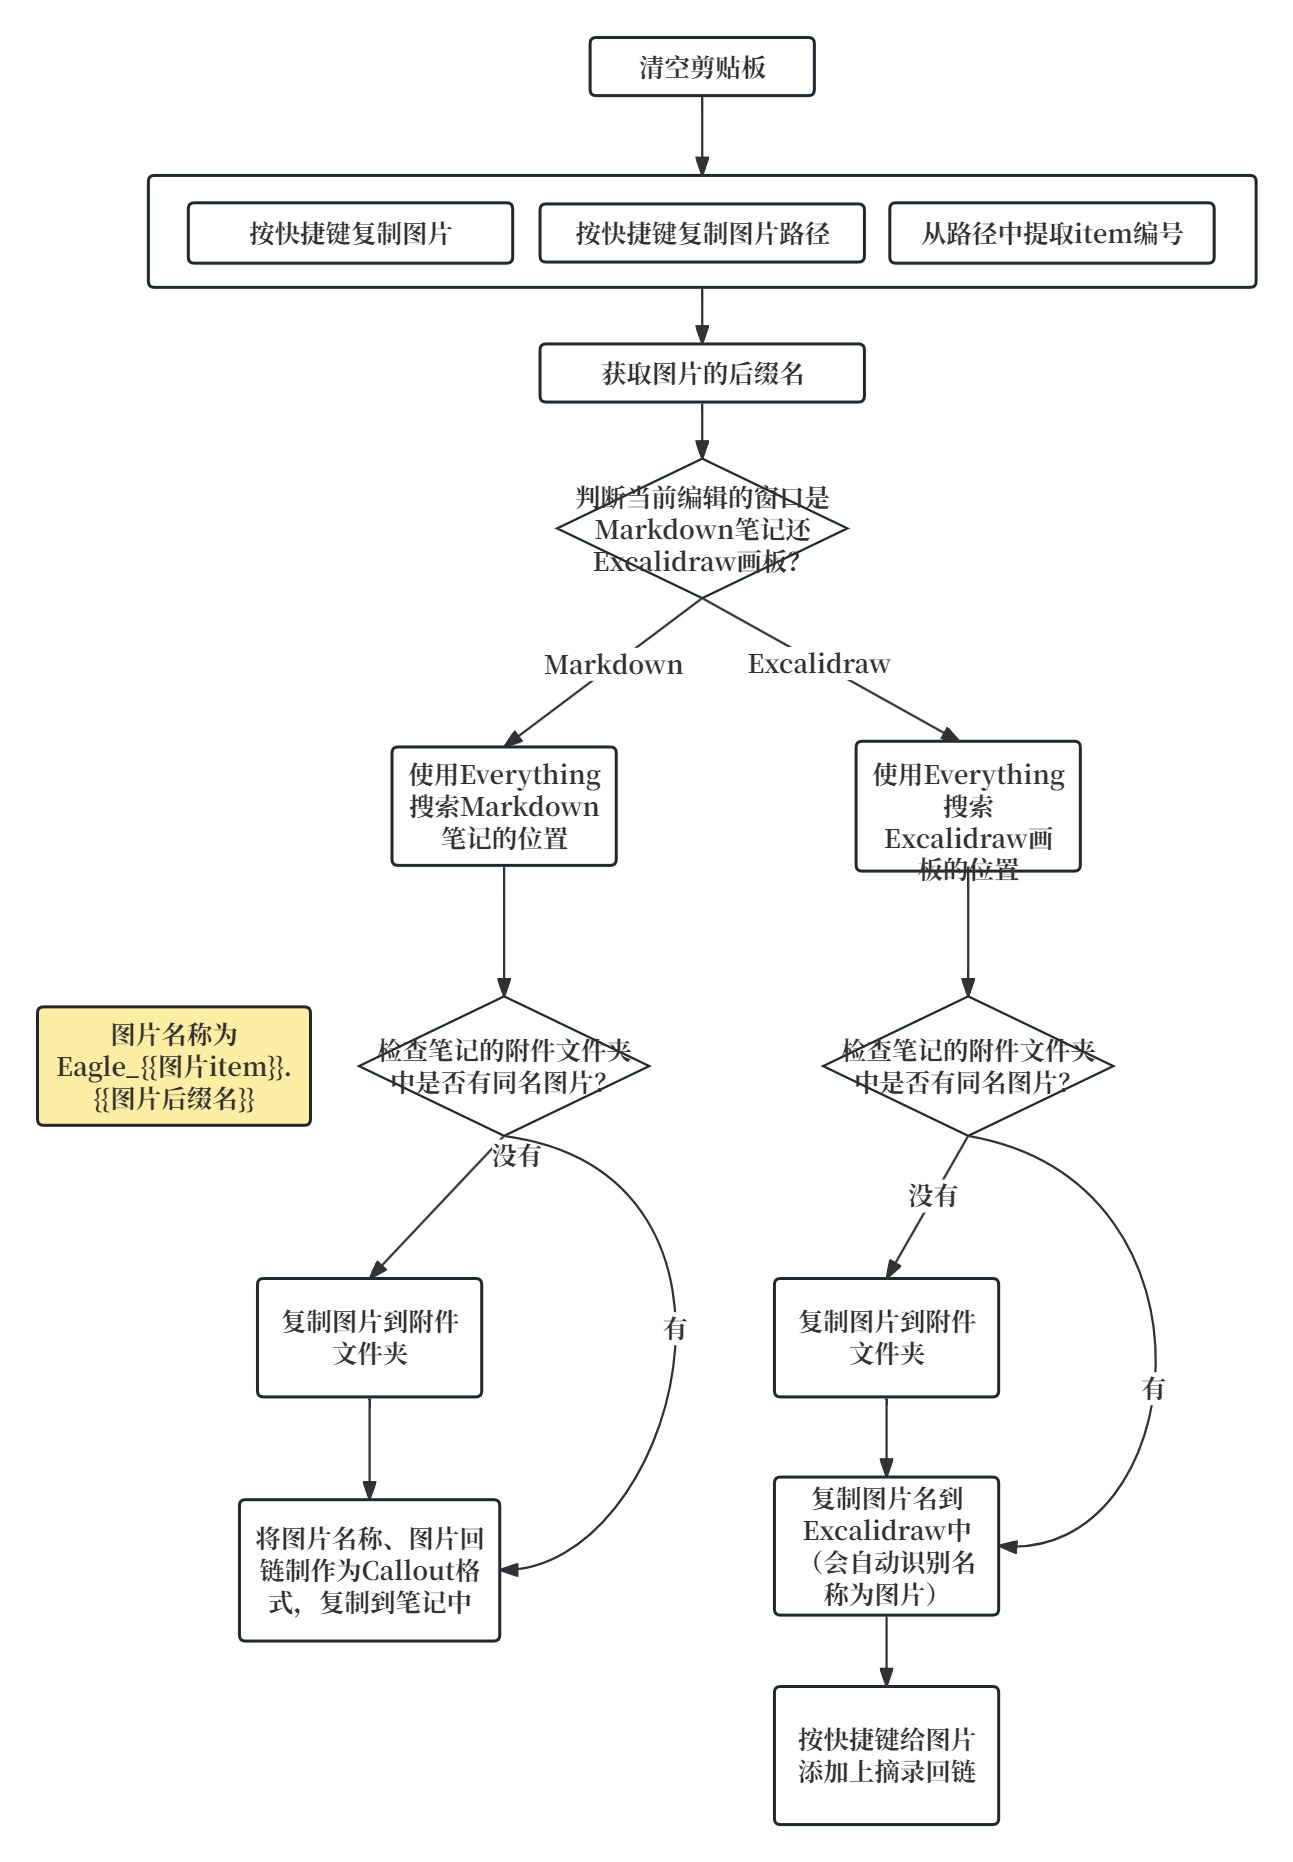 清空剪贴板
按快捷键复制图片
按快捷键复制图片路径
从路径中提取item编号
获取图片的后缀名
判断当前编辑的窗口是
Markdown笔记还
Excalidraw画板？
Markdown
Excalidraw
使用Everything
搜索Markdown
笔记的位置
使用Everything
搜索
Excalidraw画
板的位置
图片名称为
Eagle_{{图片item}}.
{{图片后缀名}}
检查笔记的附件文件夹
中是否有同名图片？
检查笔记的附件文件夹
中是否有同名图片？
没有
没有
有
有
复制图片到附件
文件夹
复制图片到附件
文件夹
将图片名称、图片回
链制作为Callout格
式，复制到笔记中
复制图片名到
Excalidraw中
（会自动识别名
称为图片）
按快捷键给图片
添加上摘录回链